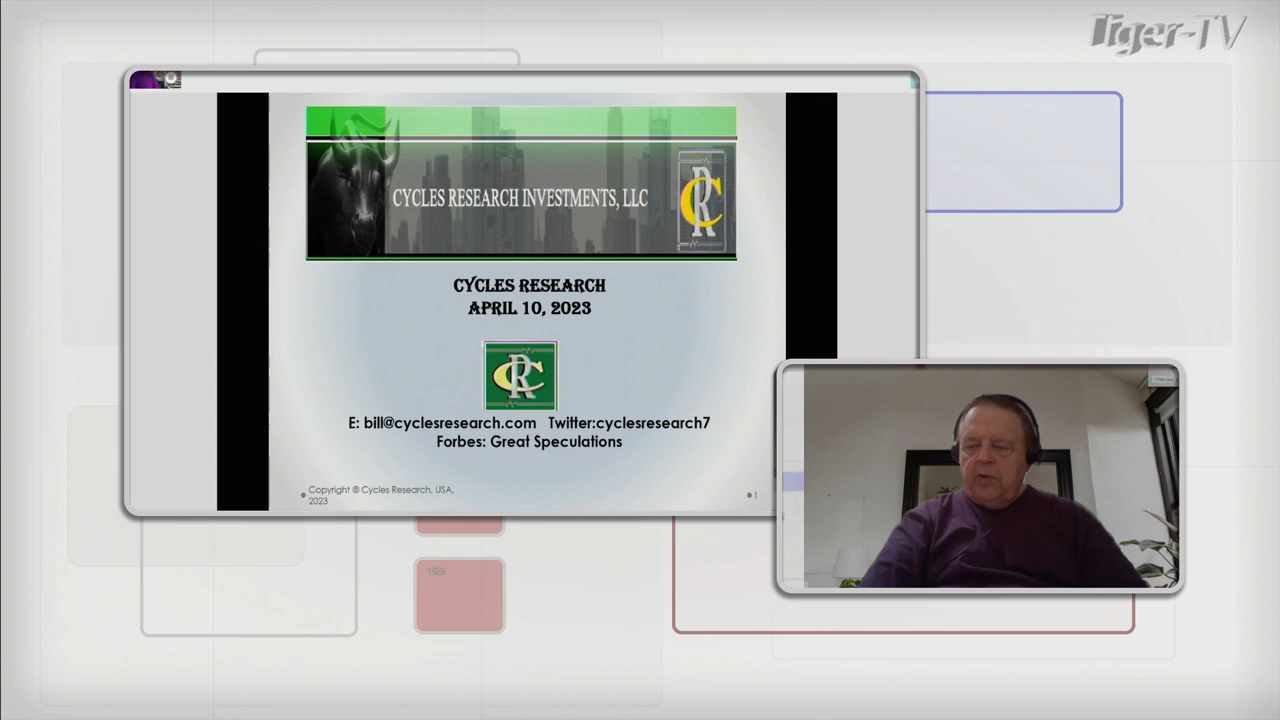 Tiger-TV
CYCLES RESEARCH INVESTMENTS, LLC
CYCLES RESEARCH
APRIL 10, 2023
E: bill@cyclesresearch.com Twitter:cyclesresearch7
Forbes: Great Speculations
Copyright © Cycles Research, USA,
2023
1